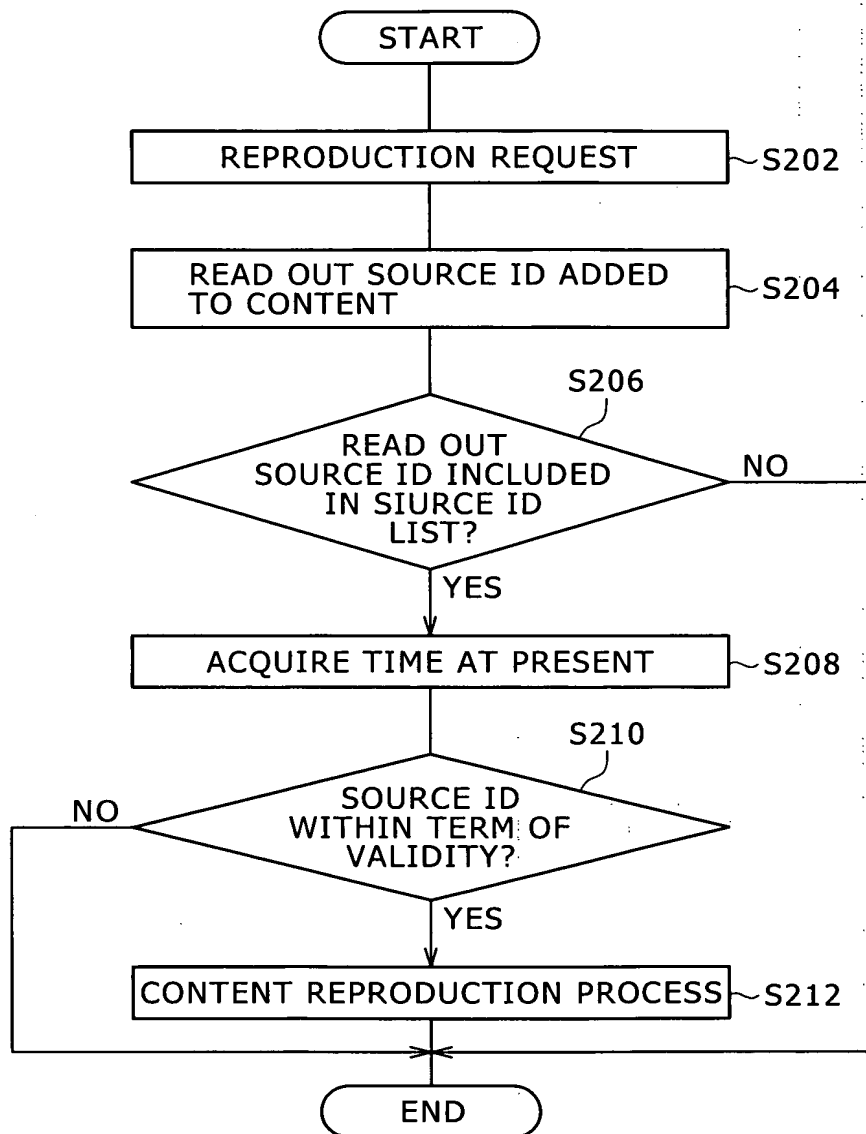 START
REPRODUCTION REQUEST
S202
READ OUT SOURCE ID ADDED
TO CONTENT
S204
S206
READ OUT
SOURCE ID INCLUDED
IN SIURCE ID
LIST?
NO
YES
ACQUIRE TIME AT PRESENT
S208
S210
SOURCE ID
WITHIN TERM OF
VALIDITY?
NO
YES
CONTENT REPRODUCTION PROCESS
S212
END